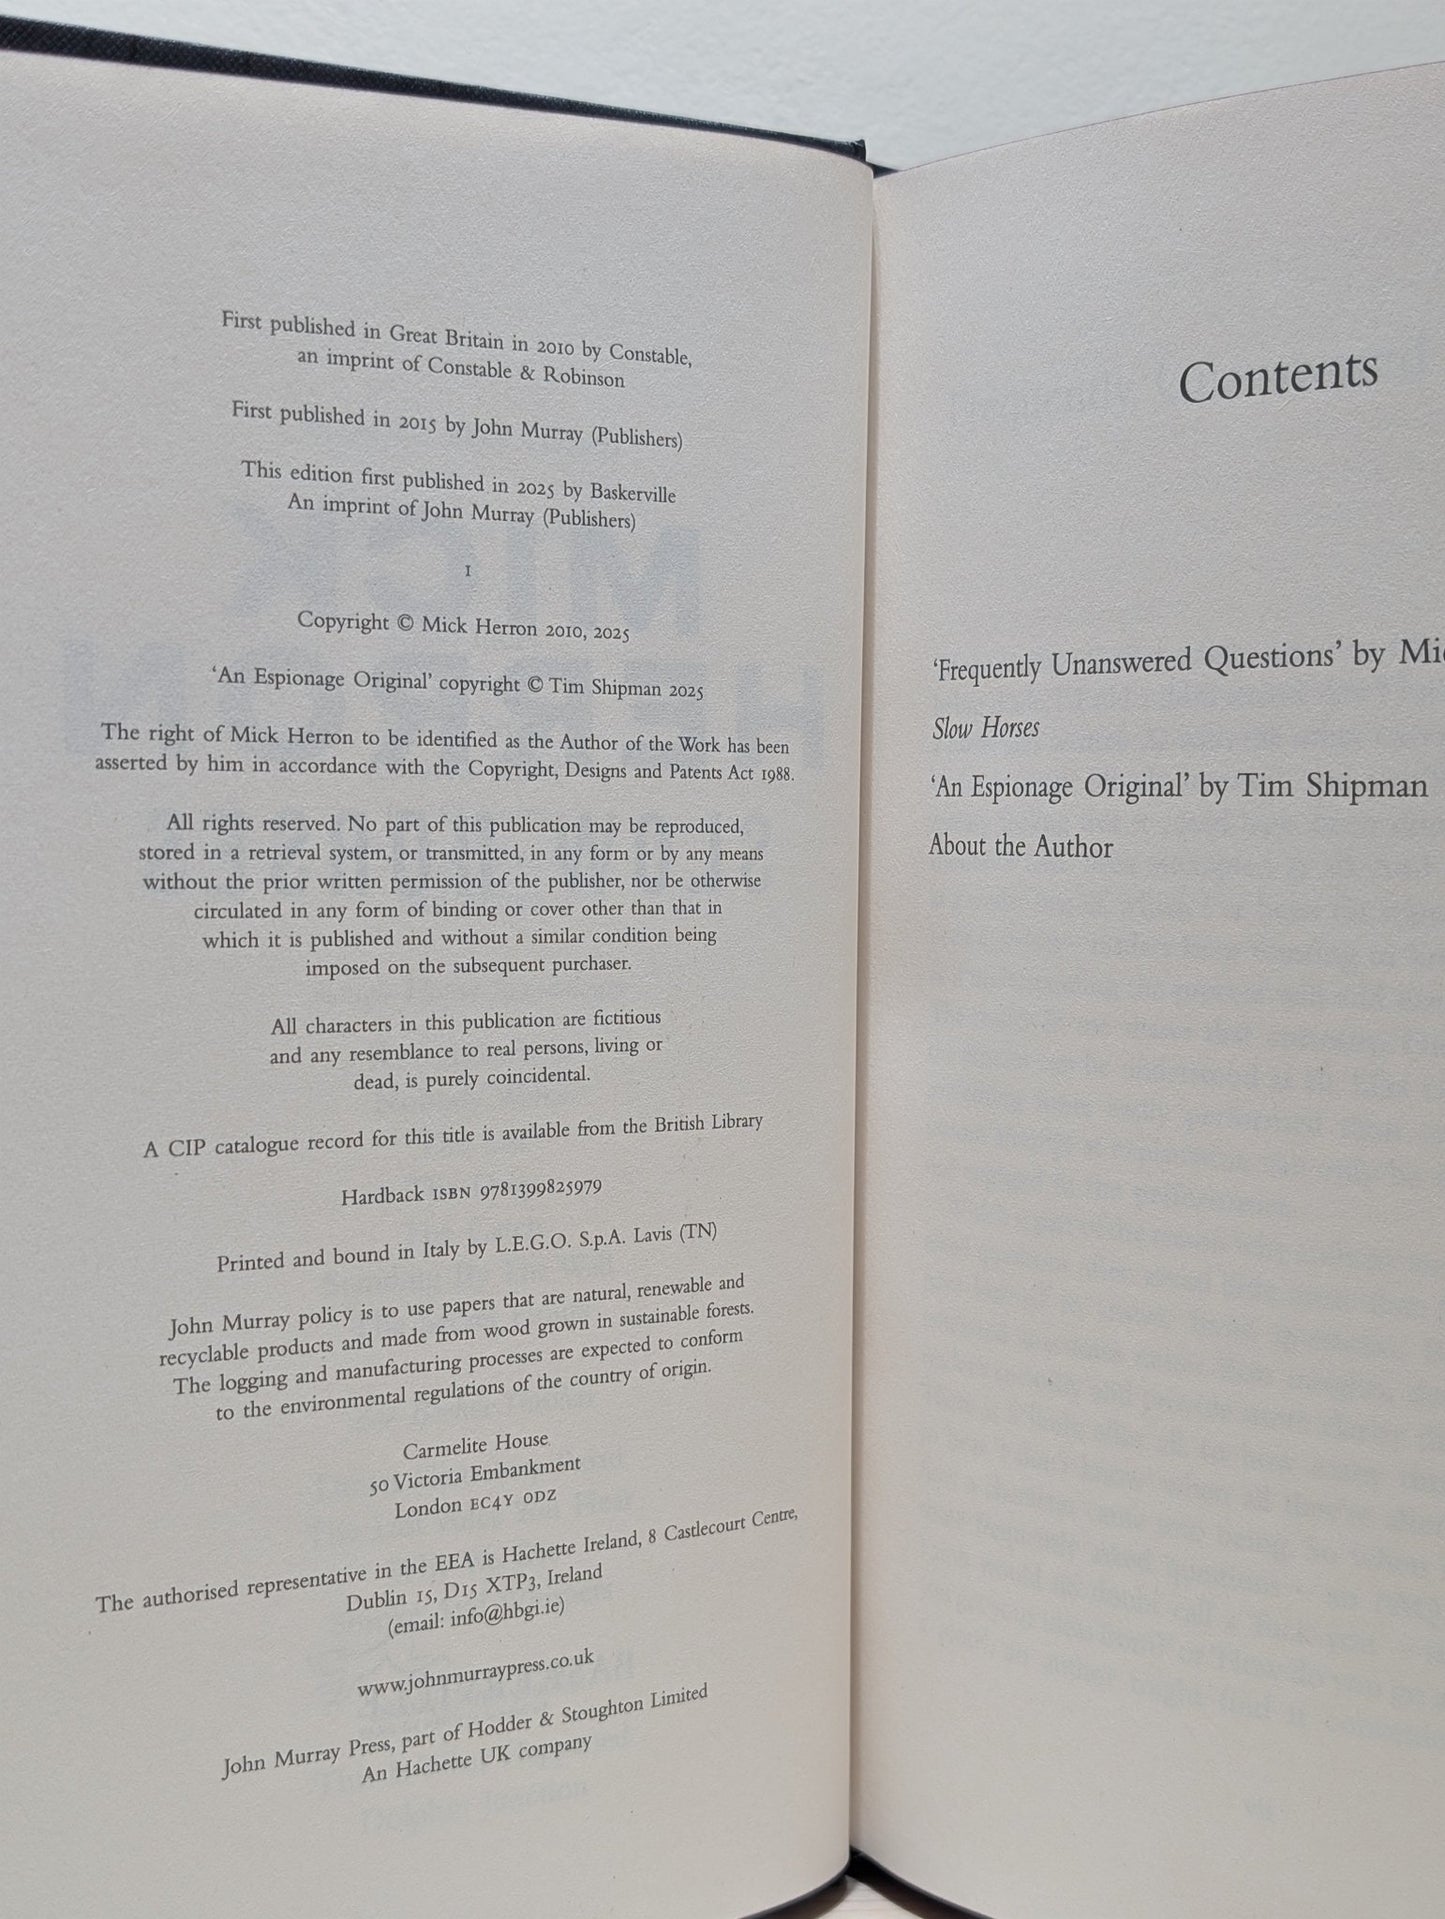 First published in Great Britain in 2010 by Constable,
an imprint of Constable & Robinson
First published in 2015 by John Murray (Publishers)
This edition first published in 2025 by Baskerville
An imprint of John Murray (Publishers)
1
Copyright © Mick Herron 2010, 2025
‘An Espionage Original’ copyright © Tim Shipman 2025
The right of Mick Herron to be identified as the Author of the Work has been
asserted by him in accordance with the Copyright, Designs and Patents Act 1988.
All rights reserved. No part of this publication may be reproduced,
stored in a retrieval system, or transmitted, in any form or by any means
without the prior written permission of the publisher, nor be otherwise
circulated in any form of binding or cover other than that in
which it is published and without a similar condition being
imposed on the subsequent purchaser.
All characters in this publication are fictitious
and any resemblance to real persons, living or
dead, is purely coincidental.
A CIP catalogue record for this title is available from the British Library
Hardback ISBN 9781399825979
Printed and bound in Italy by L.E.G.O. S.p.A. Lavis (TN)
John Murray policy is to use papers that are natural, renewable and
recyclable products and made from wood grown in sustainable forests.
The logging and manufacturing processes are expected to conform
to the environmental regulations of the country of origin.
Carmelite House
50 Victoria Embankment
London EC4Y 0DZ
The authorised representative in the EEA is Hachette Ireland, 8 Castlecourt Centre,
Dublin 15, D15 XTP3, Ireland
(email: info@hbgi.ie)
www.johnmurraypress.co.uk
John Murray Press, part of Hodder & Stoughton Limited
An Hachette UK company
Contents
‘Frequently Unanswered Questions’ by
Slow Horses
‘An Espionage Original’ by Tim Shipman
About the Author